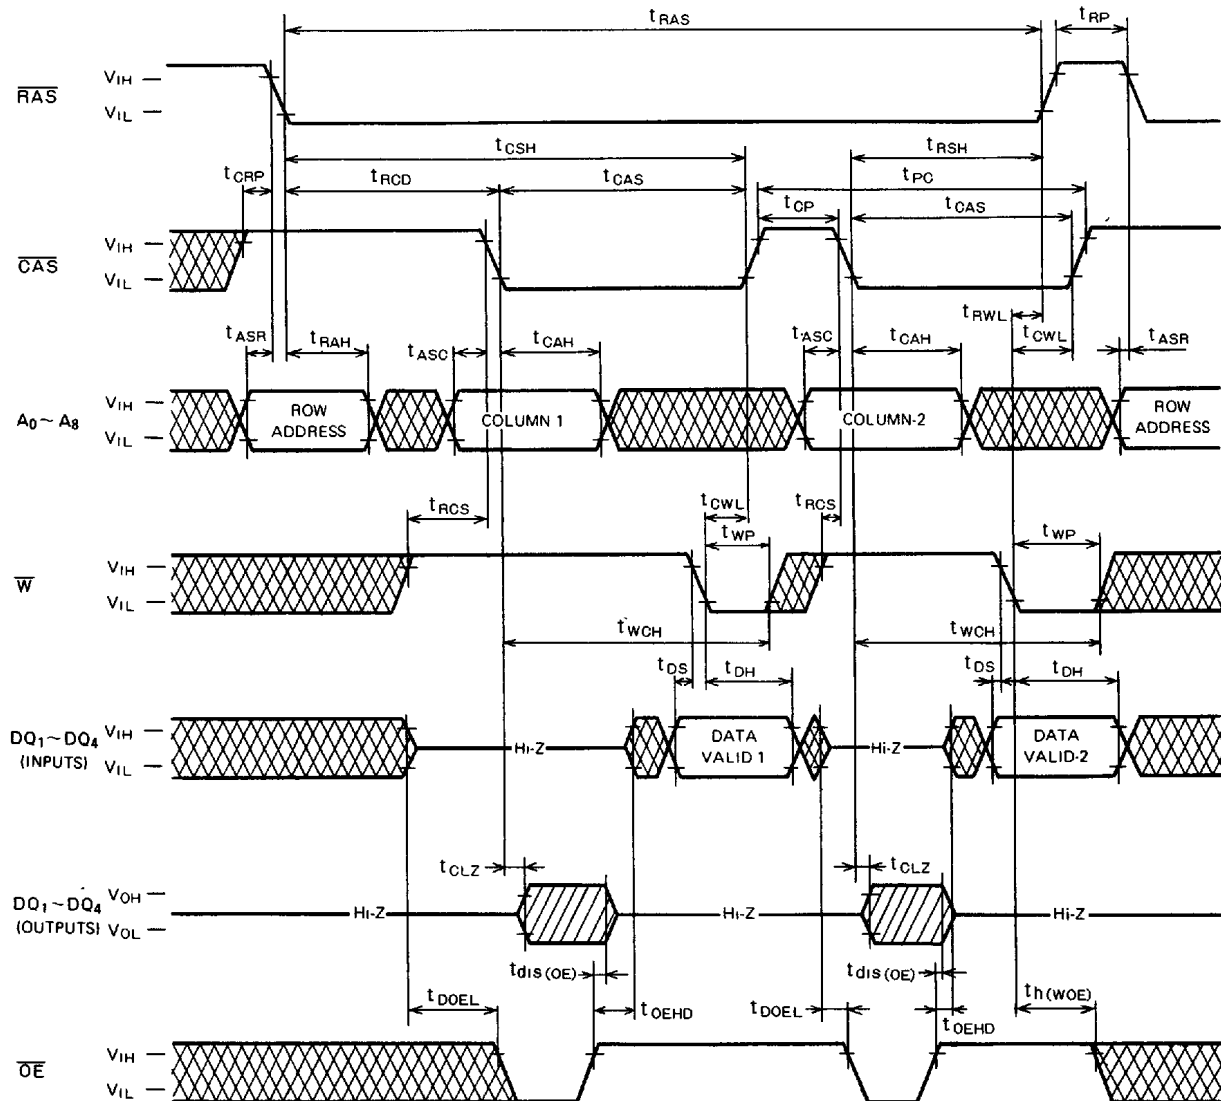 tRAS
tRP
RAS
VIH
VIL
tCSH
tRSH
tCRP
tRCD
tCAS
tPC
tCP
tCAS
CAS
VIH
VIL
tRWL
tASR
tRAH
tASC
tCAH
tASC
tCAH
tCWL
tASR
A0~A8
VIH
VIL
ROW
ADDRESS
COLUMN 1
COLUMN-2
ROW
ADDRESS
tRCS
tCWL
tRCS
tWP
tWP
W
VIH
VIL
tWCH
tWCH
tDS
tDH
tDS
tDH
DQ1~DQ4
(INPUTS)
VIH
VIL
Hi-Z
DATA
VALID 1
Hi-Z
DATA
VALID-2
tCLZ
tCLZ
DQ1~DQ4
(OUTPUTS)
VOH
VOL
Hi-Z
Hi-Z
Hi-Z
tdis(OE)
tdis(OE)
tDOEL
tOEHD
tDOEL
tOEHD
th(WOE)
OE
VIH
VIL